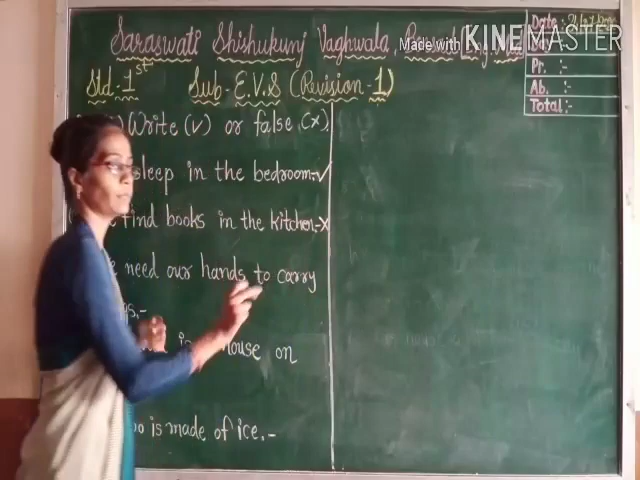 Saraswati Shishukunj Vaghwala,
Made with KINEMASTER
Date:-
Pr. :-
Ab. :-
Total:-
Std. 1st Sub- E.V.S (Revision-1)
Write (v) or false (x).
sleep in the bedroom.-v
find books in the kitchen.-x
need our hands to carry
house on
is made of ice.-